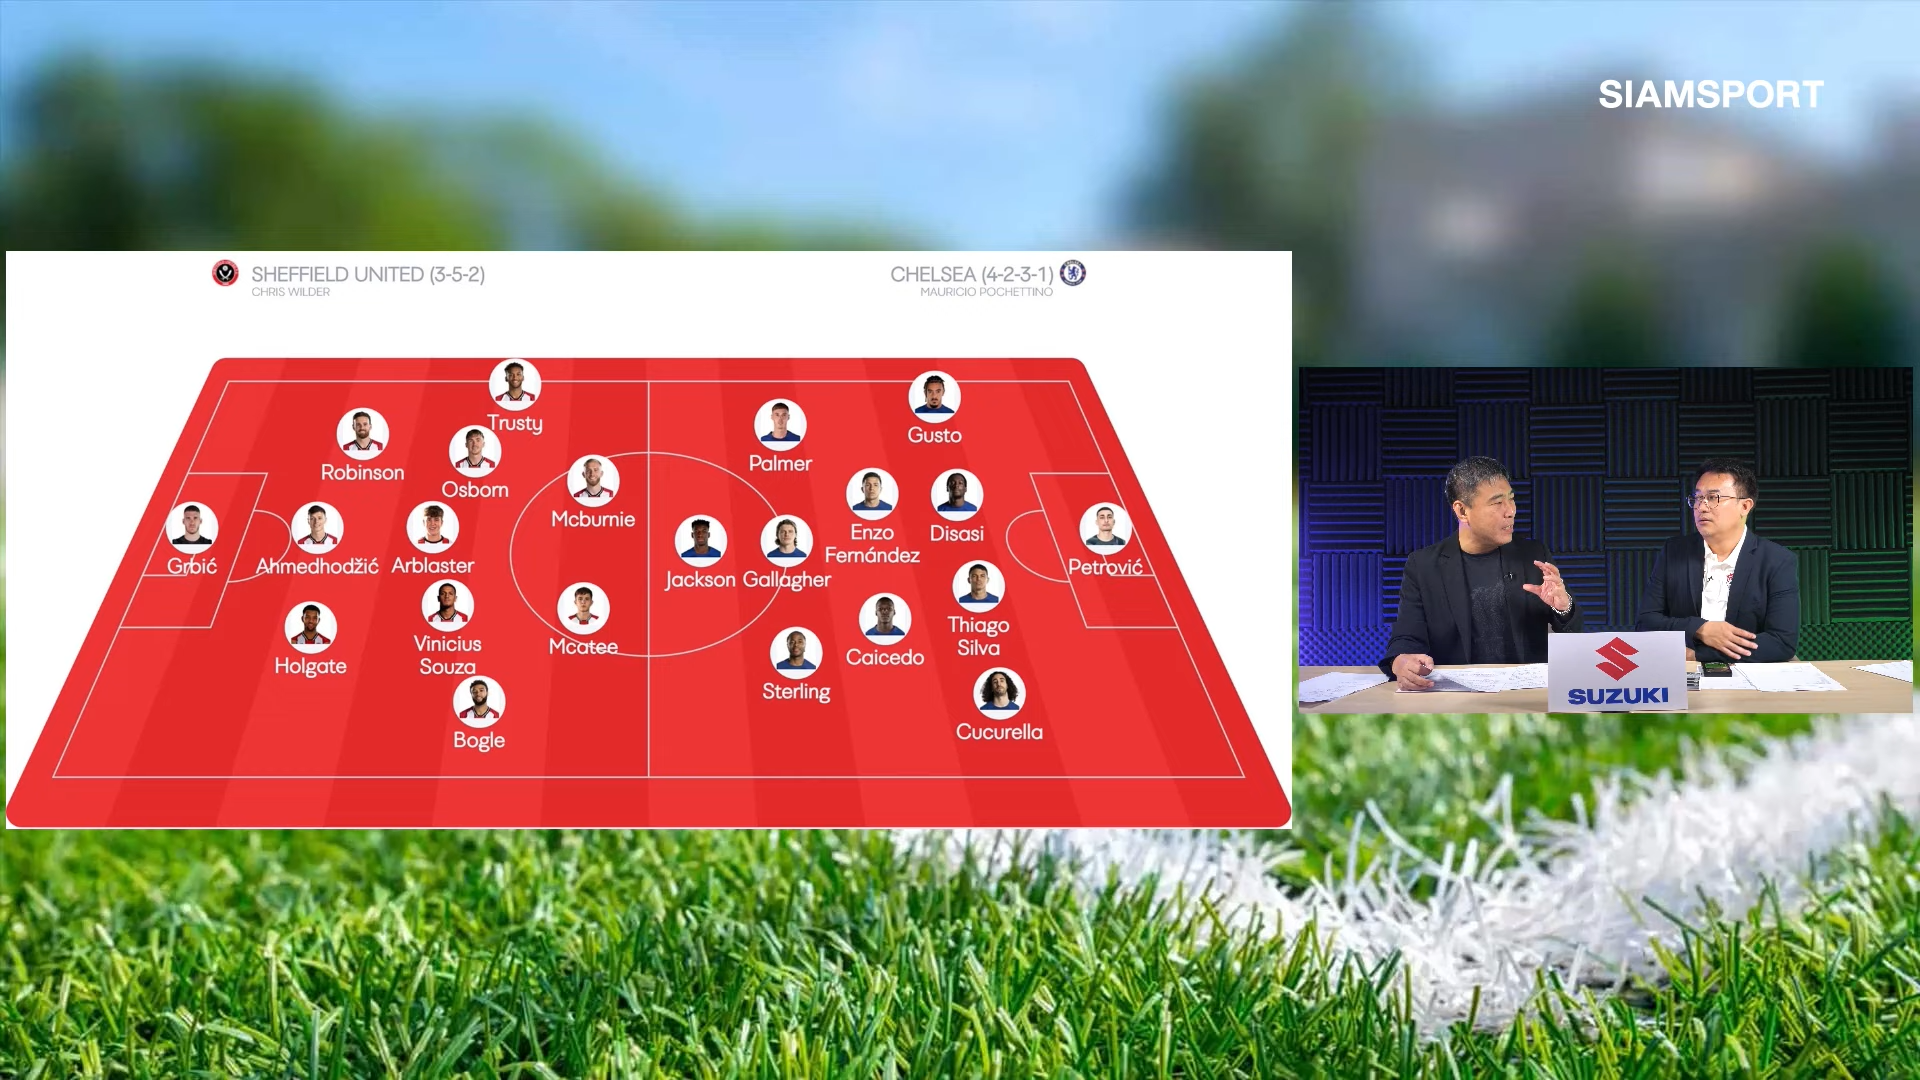 SIAMSPORT
SHEFFIELD UNITED (3-5-2)
CHRIS WILDER
CHELSEA (4-2-3-1)
MAURICIO POCHETTINO
Trusty
Robinson
Osborn
Mcburnie
Grbić
Ahmedhodžić
Arblaster
Holgate
Vinicius
Souza
Mcatee
Bogle
Palmer
Gusto
Enzo
Fernández
Disasi
Jackson
Gallagher
Petrović
Thiago
Silva
Caicedo
Sterling
Cucurella
SUZUKI